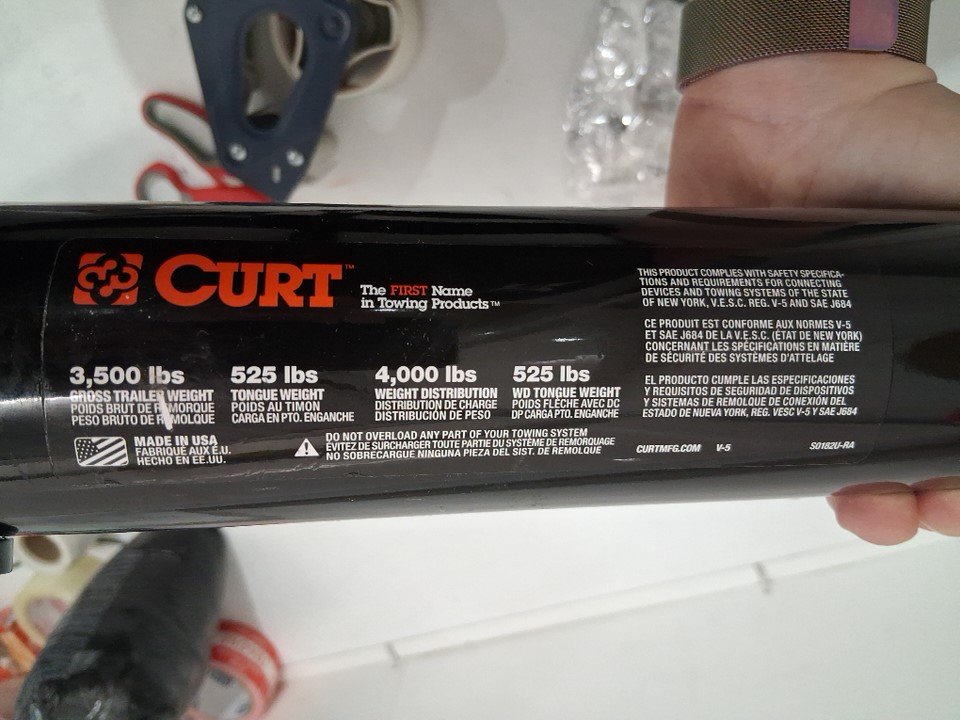 CURT™
The FIRST Name
in Towing Products™
3,500 lbs
GROSS TRAILER WEIGHT
POIDS BRUT DE REMORQUE
PESO BRUTO DE REMOLQUE
525 lbs
TONGUE WEIGHT
POIDS AU TIMON
CARGA EN PTO. ENGANCHE
4,000 lbs
WEIGHT DISTRIBUTION
DISTRIBUTION DE CHARGE
DISTRIBUCIÓN DE PESO
525 lbs
WD TONGUE WEIGHT
POIDS FLÈCHE AVEC DC
DP CARGA PTO. ENGANCHE
MADE IN USA
FABRIQUE AUX É.U.
HECHO EN EE.UU.
DO NOT OVERLOAD ANY PART OF YOUR TOWING SYSTEM
ÉVITEZ DE SURCHARGER TOUTE PARTIE DU SYSTÈME DE REMORQUAGE
NO SOBRECARGUE NINGUNA PIEZA DEL SIST. DE REMOLQUE
THIS PRODUCT COMPLIES WITH SAFETY SPECIFICA-
TIONS AND REQUIREMENTS FOR CONNECTING
DEVICES AND TOWING SYSTEMS OF THE STATE
OF NEW YORK, V.E.S.C. REG. V-5 AND SAE J684
CE PRODUIT EST CONFORME AUX NORMES V-5
ET SAE J684 DE LA V.E.S.C. (ÉTAT DE NEW YORK)
CONCERNANT LES SPÉCIFICATIONS EN MATIÈRE
DE SÉCURITÉ DES SYSTÈMES D'ATTELAGE
EL PRODUCTO CUMPLE LAS ESPECIFICACIONES
Y REQUISITOS DE SEGURIDAD DE DISPOSITIVOS
Y SISTEMAS DE REMOLQUE DE CONEXIÓN DEL
ESTADO DE NUEVA YORK, REG. VESC V-5 Y SAE J684
CURTMFG.COM V-5 S0182U-RA